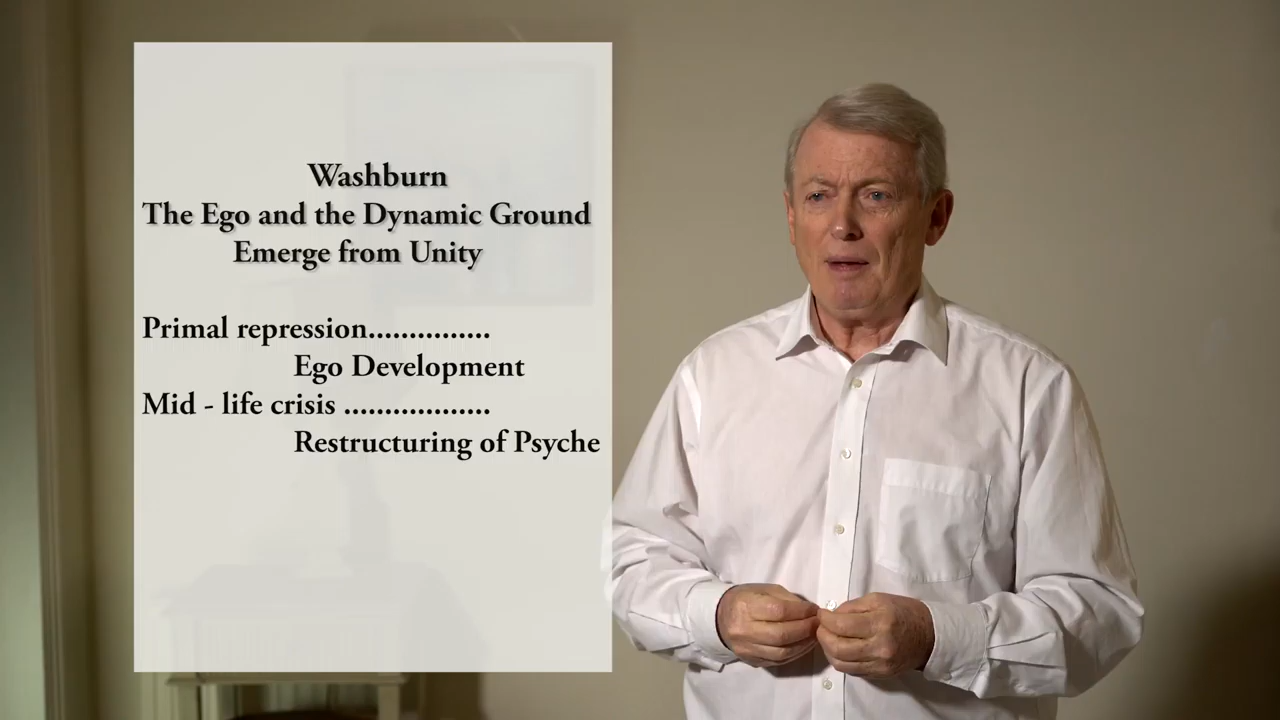 Washburn
The Ego and the Dynamic Ground
Emerge from Unity
Primal repression...............
Ego Development
Mid - life crisis ..................
Restructuring of Psyche